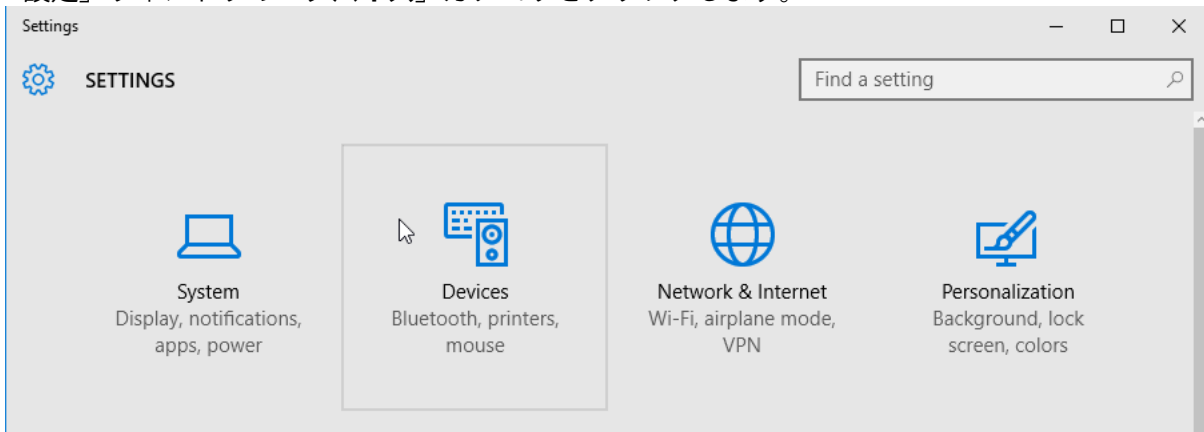 Settings
SETTINGS
Find a setting
System
Display, notifications,
apps, power
Devices
Bluetooth, printers,
mouse
Network & Internet
Wi-Fi, airplane mode,
VPN
Personalization
Background, lock
screen, colors